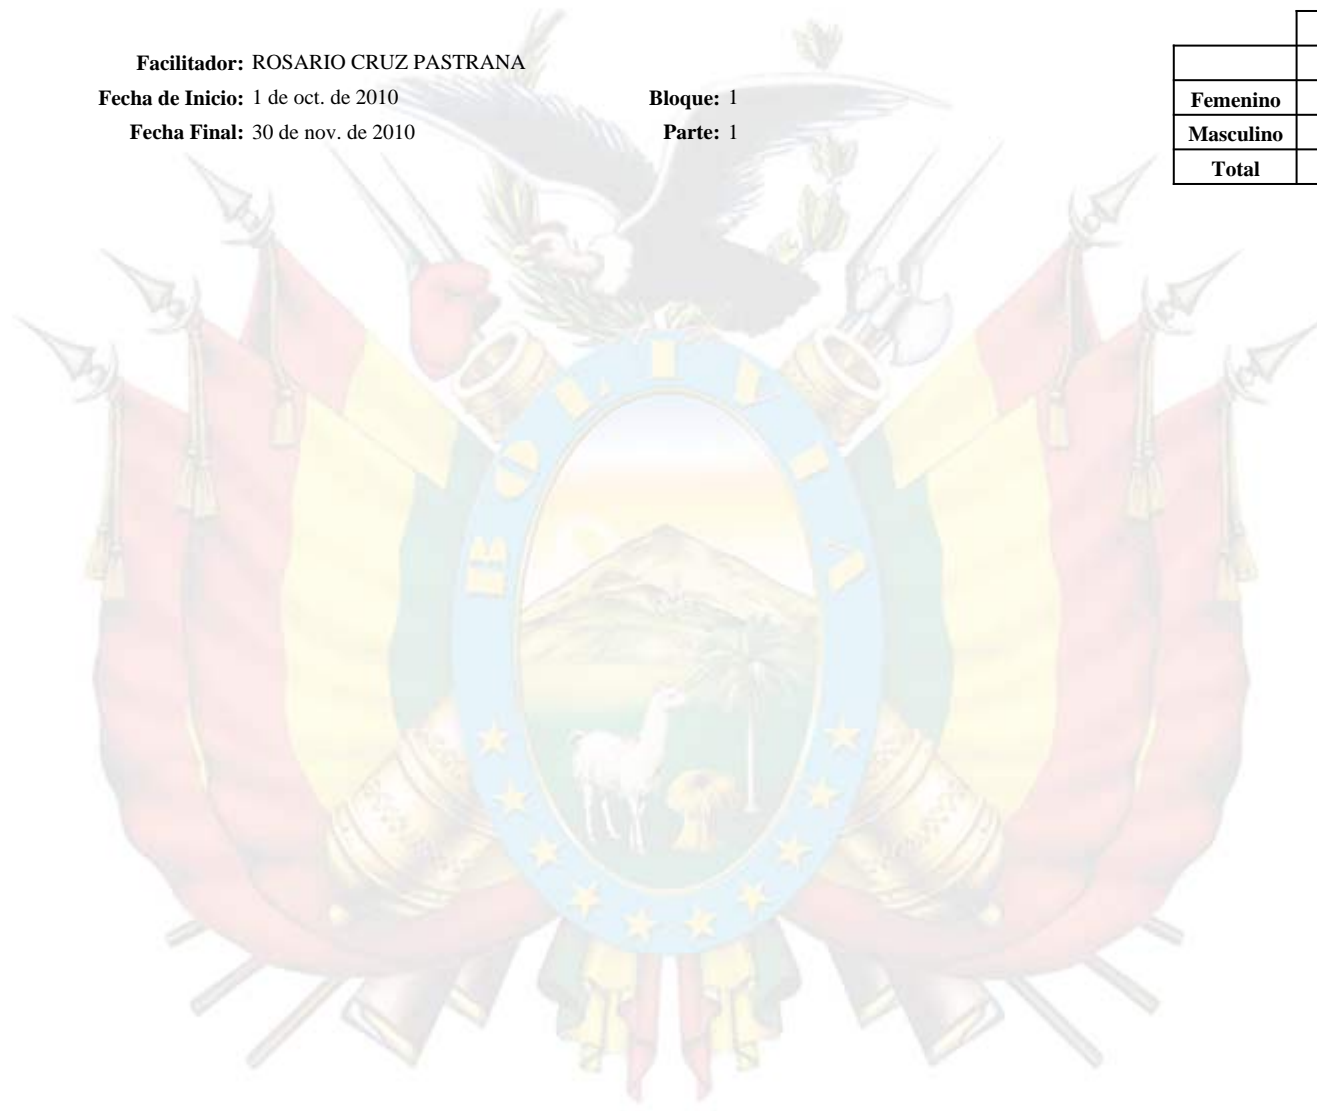 Facilitador: ROSARIO CRUZ PASTRANA
Fecha de Inicio: 1 de oct. de 2010 Bloque: 1
Fecha Final: 30 de nov. de 2010 Parte: 1
Femenino
Masculino
Total
BOLIVIA